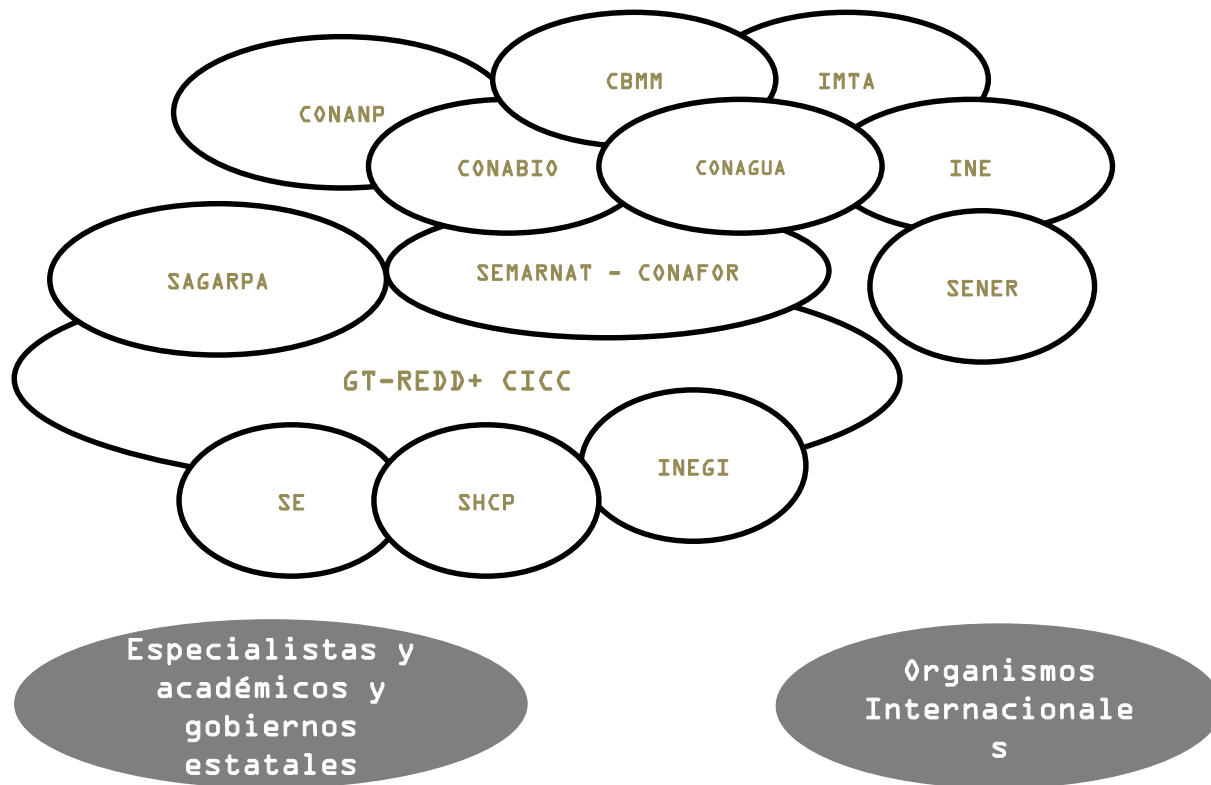 CBMM
IMTA
CONANP
CONABIO
CONAGUA
INE
SAGARPA
SEMARNAT - CONAFOR
SENER
GT-REDD+ CICC
INEGI
SE
SHCP
Especialistas y
académicos y
gobiernos
estatales
Organismos
Internacionale
s